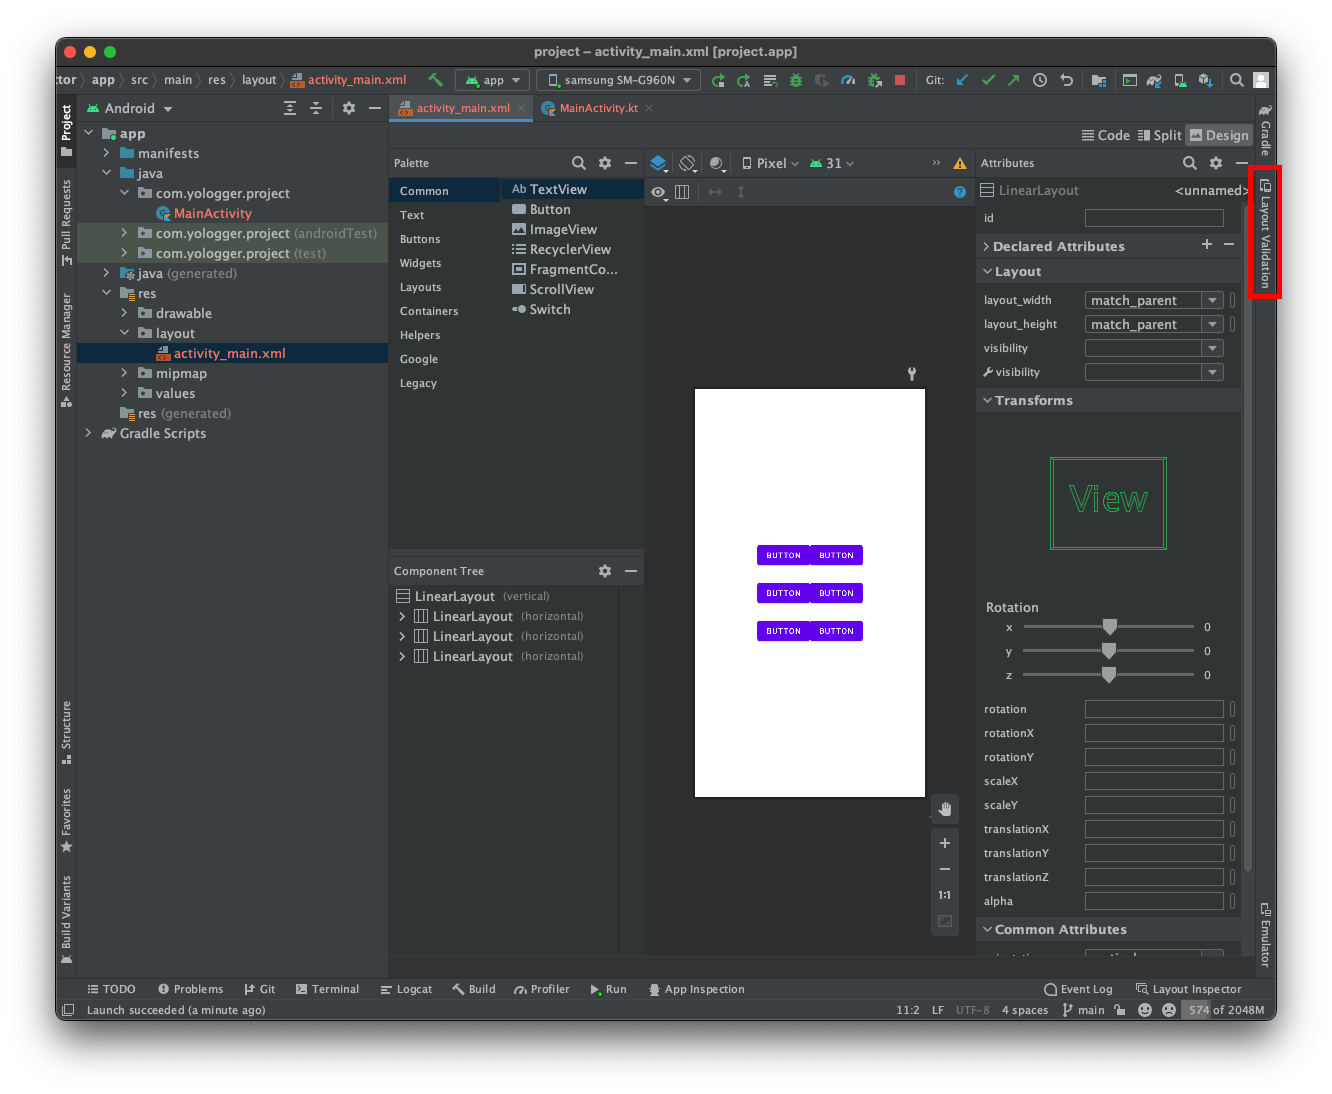 project – activity_main.xml [project.app]
tor app src main res layout activity_main.xml app samsung SM-G960N Git:
Project
Android
app
manifests
java
com.yologger.project
MainActivity
com.yologger.project (androidTest)
com.yologger.project (test)
java (generated)
res
drawable
layout
activity_main.xml
mipmap
values
res (generated)
Gradle Scripts
Pull Requests
Resource Manager
Structure
Favorites
Build Variants
activity_main.xml MainActivity.kt
Code Split Design
Palette
Common
Text
Buttons
Widgets
Layouts
Containers
Helpers
Google
Legacy
Ab TextView
Button
ImageView
RecyclerView
FragmentCo...
ScrollView
Switch
Pixel 31 »
BUTTON BUTTON
BUTTON BUTTON
BUTTON BUTTON
1:1
Component Tree
LinearLayout (vertical)
LinearLayout (horizontal)
LinearLayout (horizontal)
LinearLayout (horizontal)
Attributes
LinearLayout <unnamed>
id
Declared Attributes
Layout
layout_width match_parent
layout_height match_parent
visibility
visibility
Transforms
View
Rotation
x 0
y 0
z 0
rotation
rotationX
rotationY
scaleX
scaleY
translationX
translationY
translationZ
alpha
Common Attributes
Gradle
Layout Validation
Emulator
TODO Problems Git Terminal Logcat Build Profiler Run App Inspection Event Log Layout Inspector
Launch succeeded (a minute ago) 11:2 LF UTF-8 4 spaces main 574 of 2048M